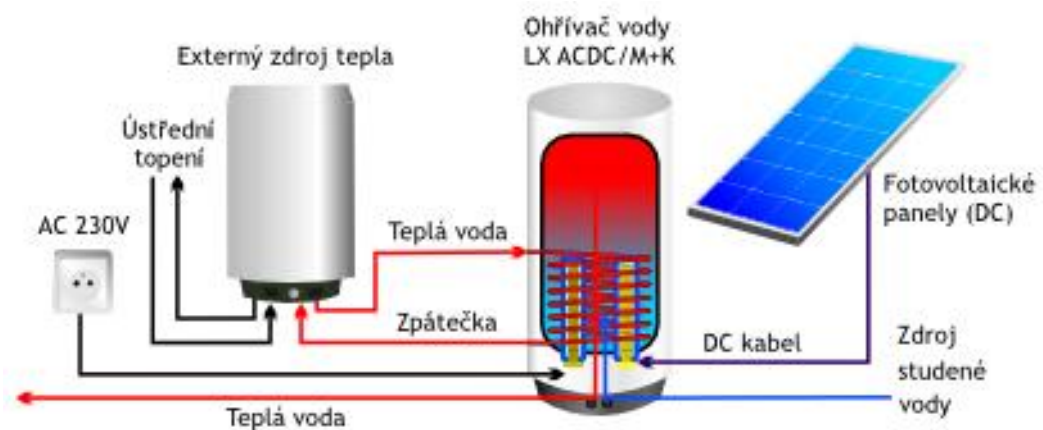 Ohřívač vody
LX ACDC/M+K
Externý zdroj tepla
Ústřední
topení
AC 230V
Teplá voda
Fotovoltaické
panely (DC)
Zpátečka
DC kabel
Zdroj
studené
vody
Teplá voda